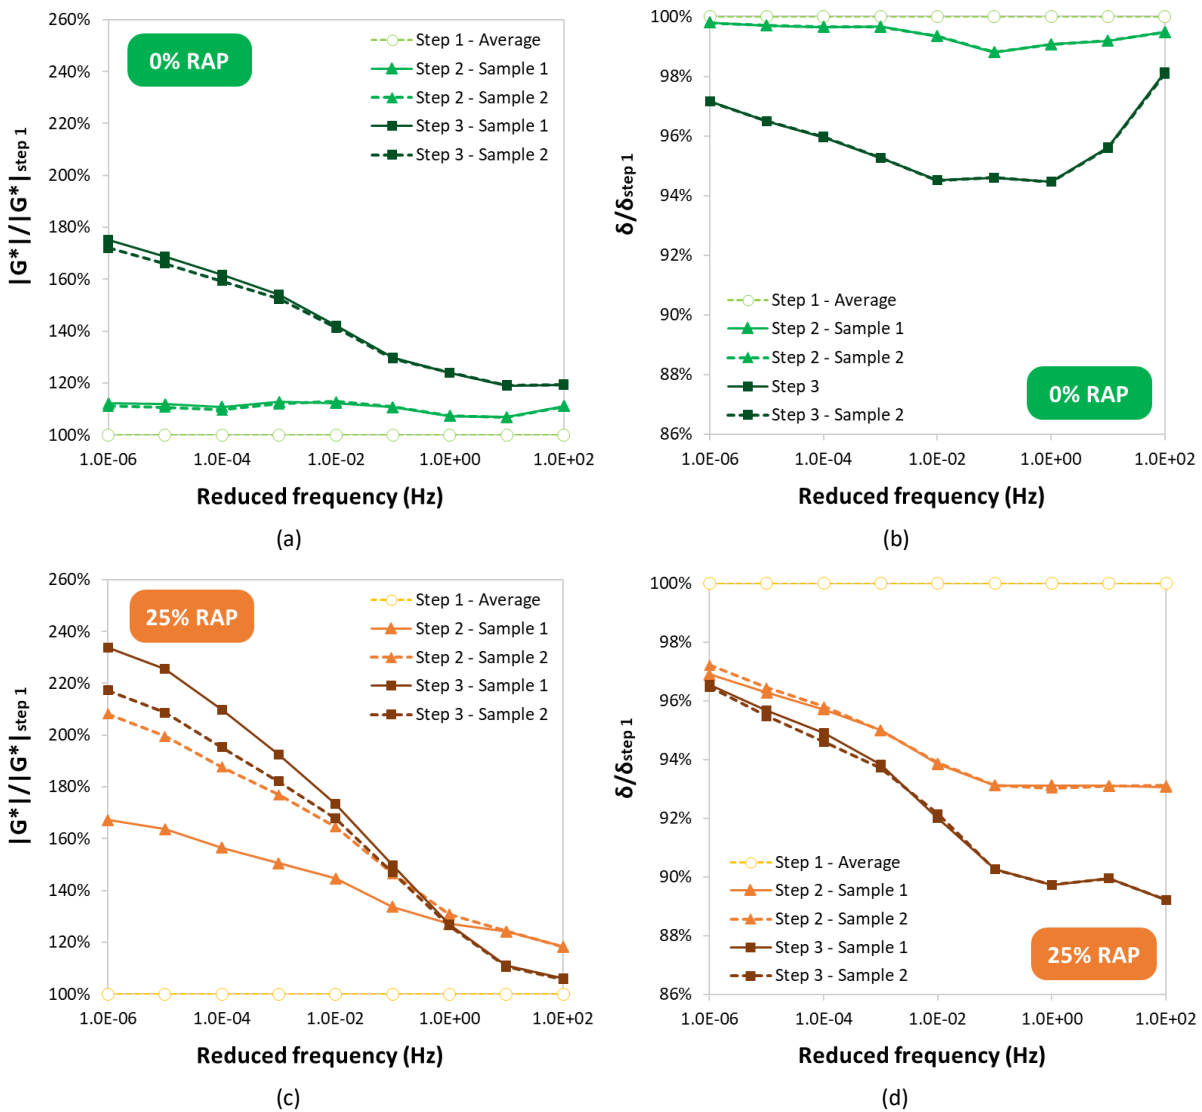 260%
240%
220%
200%
180%
160%
140%
120%
100%
|G*|/|G*|step 1
0% RAP
Step 1 - Average
Step 2 - Sample 1
Step 2 - Sample 2
Step 3 - Sample 1
Step 3 - Sample 2
1.0E-06 1.0E-04 1.0E-02 1.0E+00 1.0E+02
Reduced frequency (Hz)
(a)
100%
98%
96%
94%
92%
90%
88%
86%
δ/δstep 1
Step 1 - Average
Step 2 - Sample 1
Step 2 - Sample 2
Step 3
Step 3 - Sample 2
0% RAP
1.0E-06 1.0E-04 1.0E-02 1.0E+00 1.0E+02
Reduced frequency (Hz)
(b)
260%
240%
220%
200%
180%
160%
140%
120%
100%
|G*|/|G*|step 1
25% RAP
Step 1 - Average
Step 2 - Sample 1
Step 2 - Sample 2
Step 3 - Sample 1
Step 3 - Sample 2
1.0E-06 1.0E-04 1.0E-02 1.0E+00 1.0E+02
Reduced frequency (Hz)
(c)
100%
98%
96%
94%
92%
90%
88%
86%
δ/δstep 1
Step 1 - Average
Step 2 - Sample 1
Step 2 - Sample 2
Step 3 - Sample 1
Step 3 - Sample 2
25% RAP
1.0E-06 1.0E-04 1.0E-02 1.0E+00 1.0E+02
Reduced frequency (Hz)
(d)